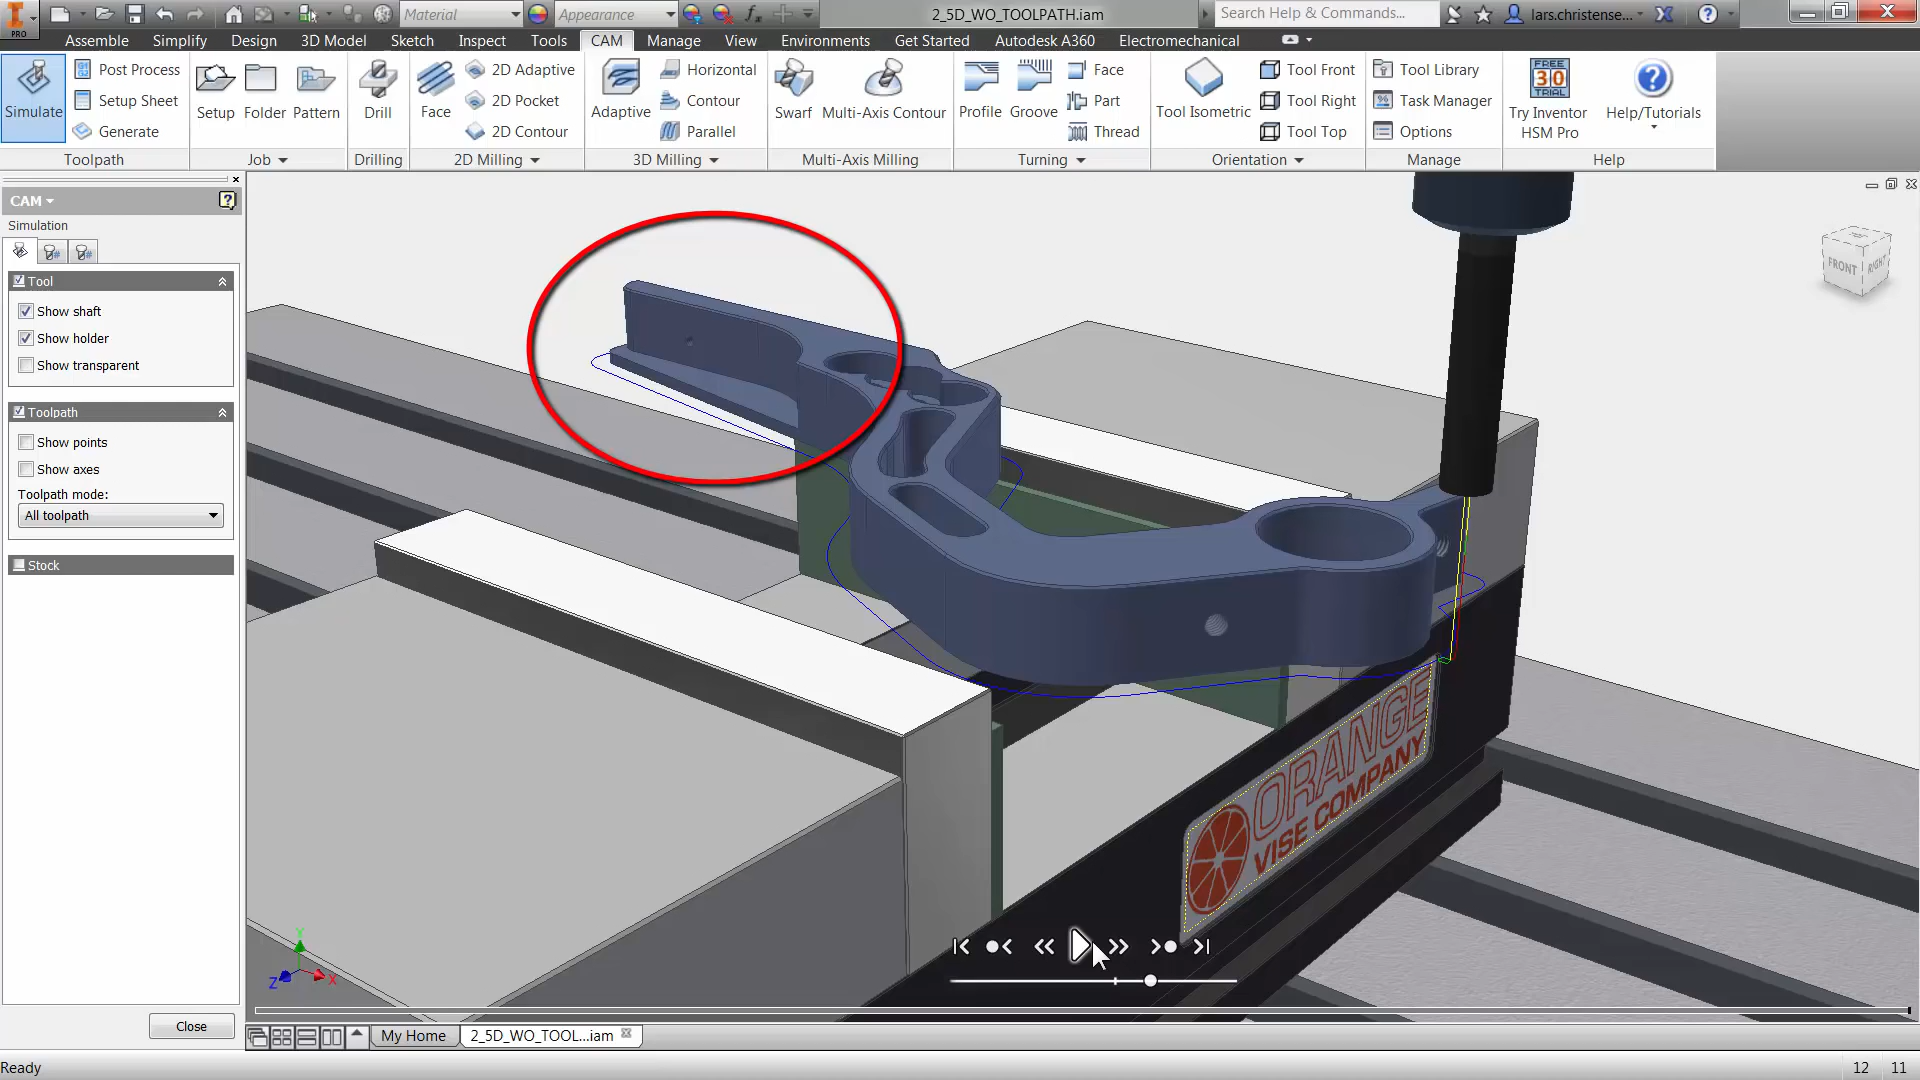 PRO
Material
Appearance
2_5D_WO_TOOLPATH.iam
Search Help & Commands...
lars.christense...
Assemble Simplify Design 3D Model Sketch Inspect Tools CAM Manage View Environments Get Started Autodesk A360 Electromechanical
Simulate
Post Process
Setup Sheet
Generate
Toolpath
Setup
Folder
Pattern
Job
Drill
Drilling
Face
2D Adaptive
2D Pocket
2D Contour
2D Milling
Adaptive
Horizontal
Contour
Parallel
3D Milling
Swarf
Multi-Axis Contour
Multi-Axis Milling
Profile
Groove
Face
Part
Thread
Turning
Tool Isometric
Tool Front
Tool Right
Tool Top
Orientation
Tool Library
Task Manager
Options
Manage
FREE
30
TRIAL
Try Inventor
HSM Pro
Help/Tutorials
Help
CAM
Simulation
Tool
Show shaft
Show holder
Show transparent
Toolpath
Show points
Show axes
Toolpath mode:
All toolpath
Stock
Close
FRONT
RIGHT
ORANGE
VISE COMPANY
Y
Z
X
My Home
2_5D_WO_TOOL...iam
Ready
12 11